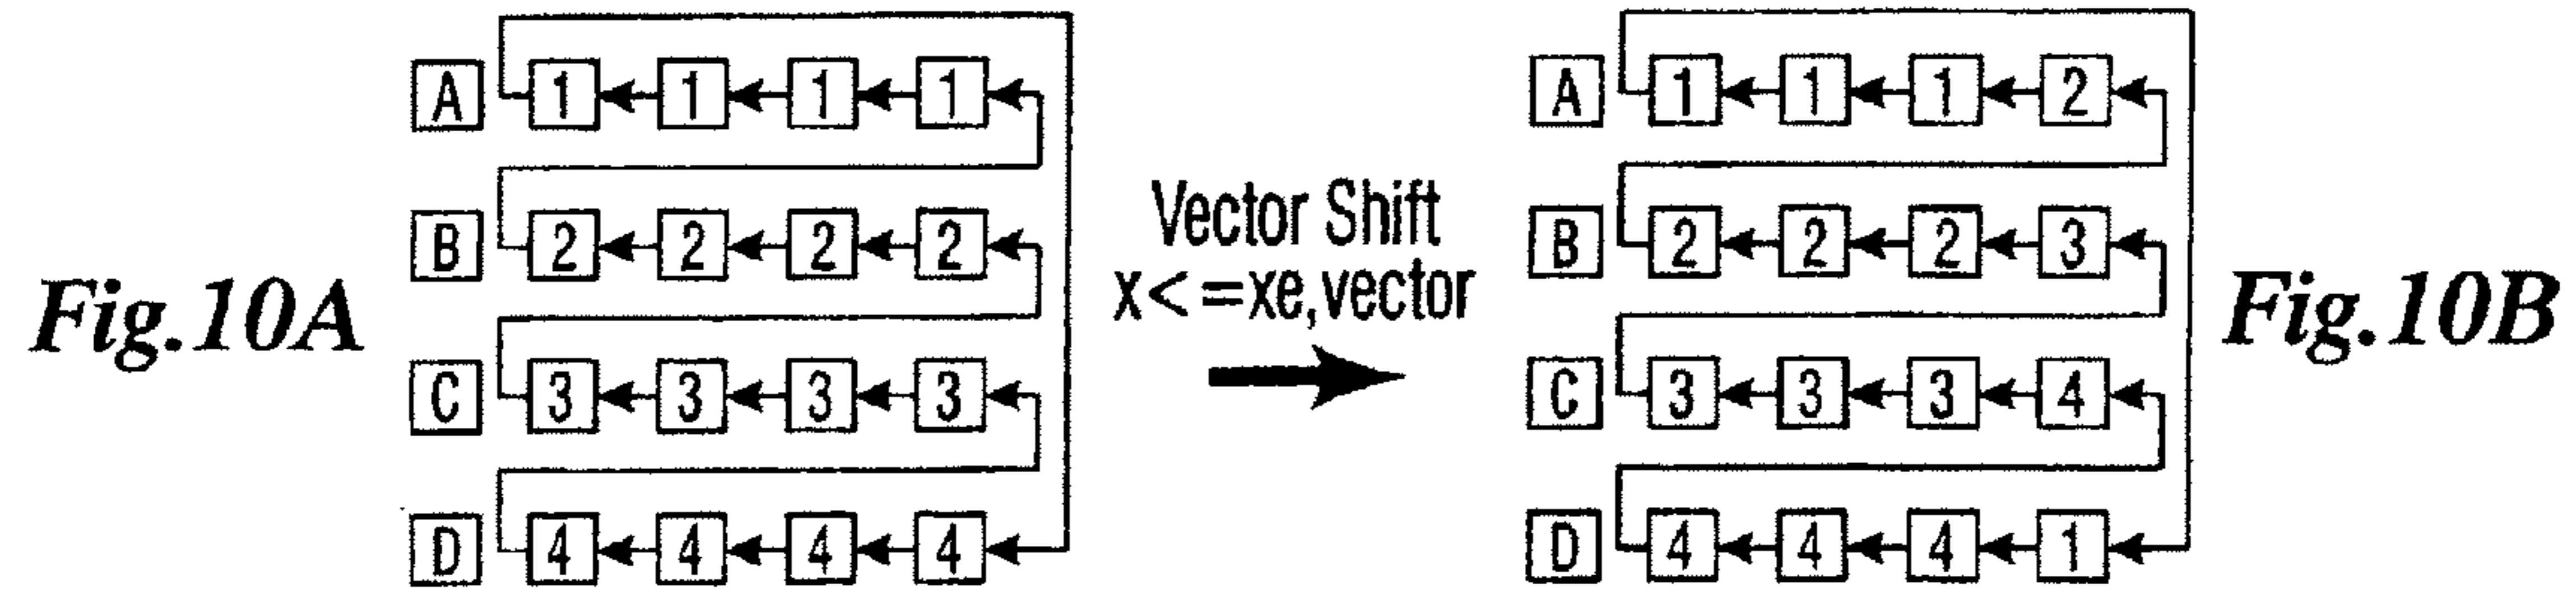 Fig.10A
A 1 1 1 1
B 2 2 2 2
C 3 3 3 3
D 4 4 4 4
Vector Shift
x<=xe,vector
A 1 1 1 2
B 2 2 2 3
C 3 3 3 4
D 4 4 4 1
Fig.10B